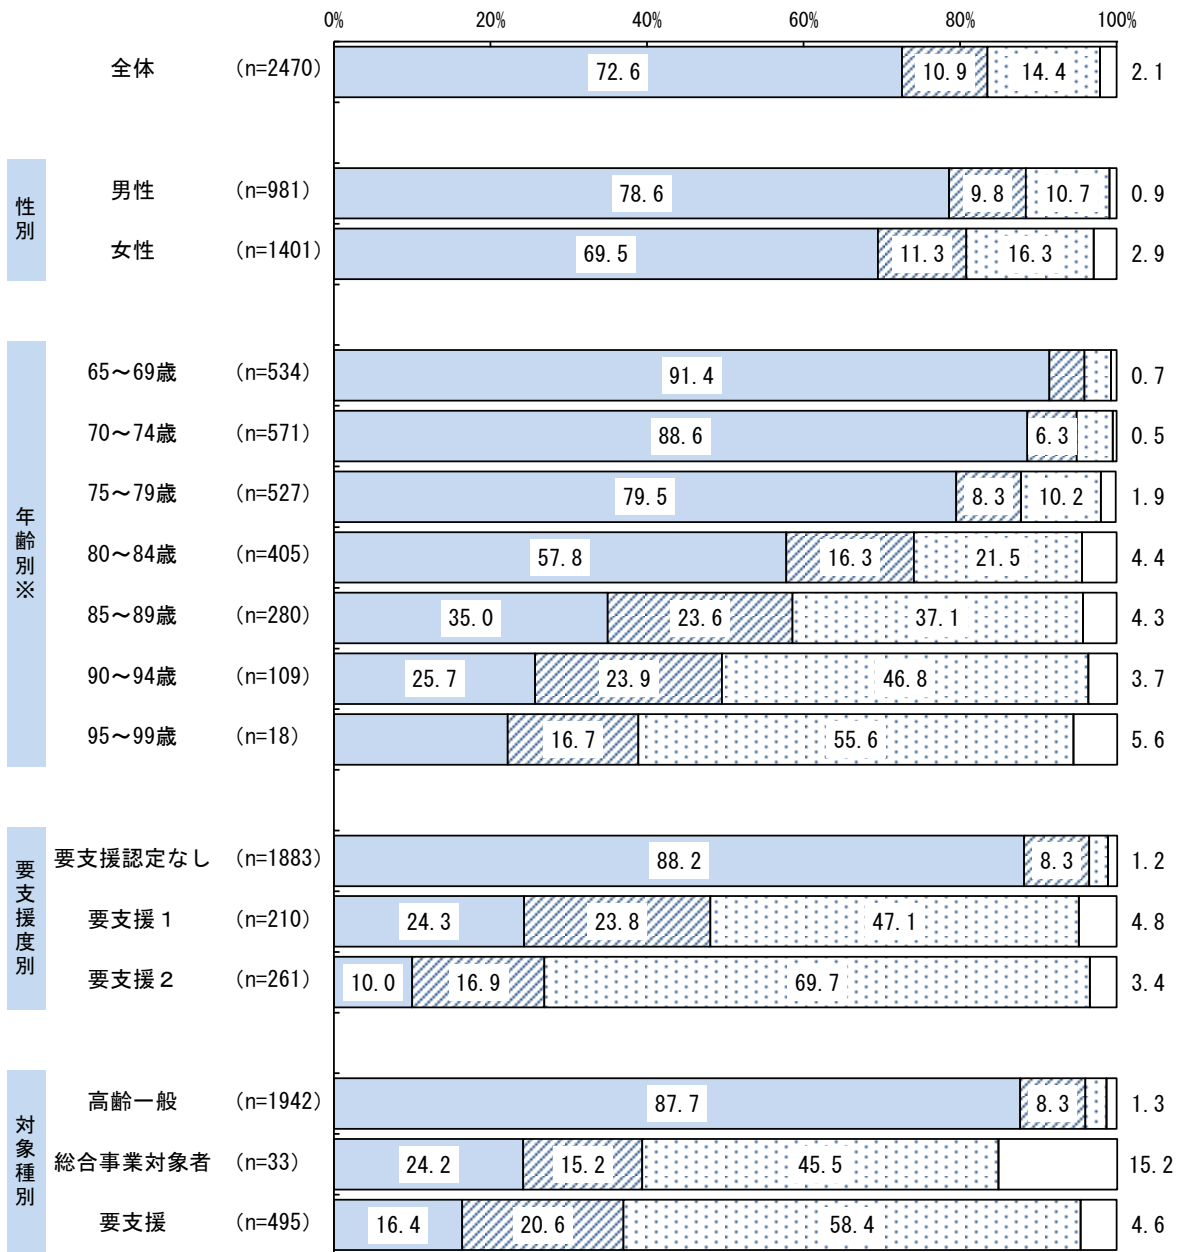 0% 20% 40% 60% 80% 100%
全体 (n=2470) 72.6 10.9 14.4 2.1
性別
男性 (n=981) 78.6 9.8 10.7 0.9
女性 (n=1401) 69.5 11.3 16.3 2.9
年齢別※
65～69歳 (n=534) 91.4 0.7
70～74歳 (n=571) 88.6 6.3 0.5
75～79歳 (n=527) 79.5 8.3 10.2 1.9
80～84歳 (n=405) 57.8 16.3 21.5 4.4
85～89歳 (n=280) 35.0 23.6 37.1 4.3
90～94歳 (n=109) 25.7 23.9 46.8 3.7
95～99歳 (n=18) 16.7 55.6 5.6
要支援度別
要支援認定なし (n=1883) 88.2 8.3 1.2
要支援１ (n=210) 24.3 23.8 47.1 4.8
要支援２ (n=261) 10.0 16.9 69.7 3.4
対象種別
高齢一般 (n=1942) 87.7 8.3 1.3
総合事業対象者 (n=33) 24.2 15.2 45.5 15.2
要支援 (n=495) 16.4 20.6 58.4 4.6